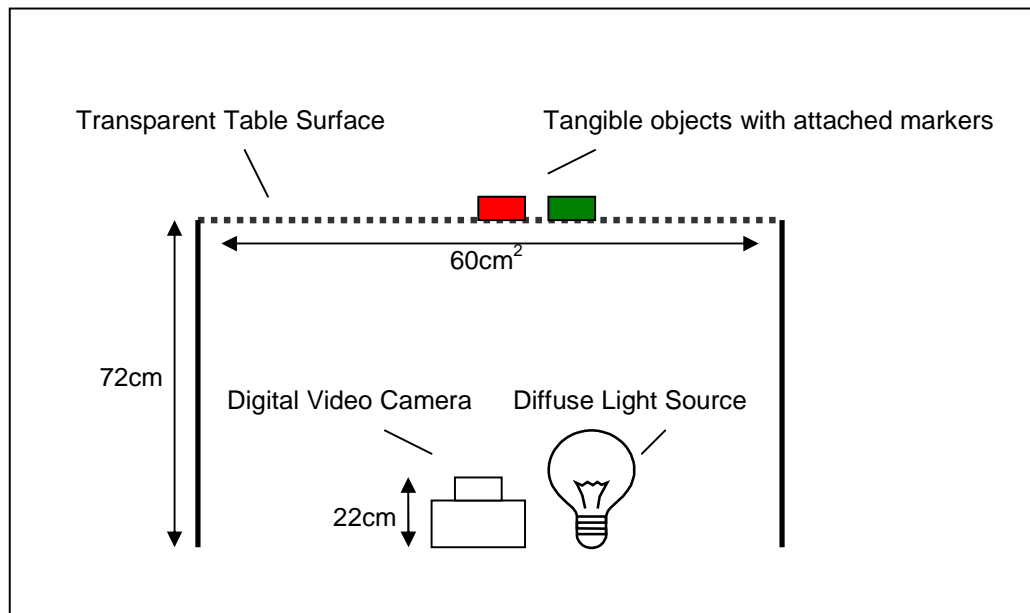 Transparent Table Surface
Tangible objects with attached markers
60cm²
72cm
Digital Video Camera
Diffuse Light Source
22cm